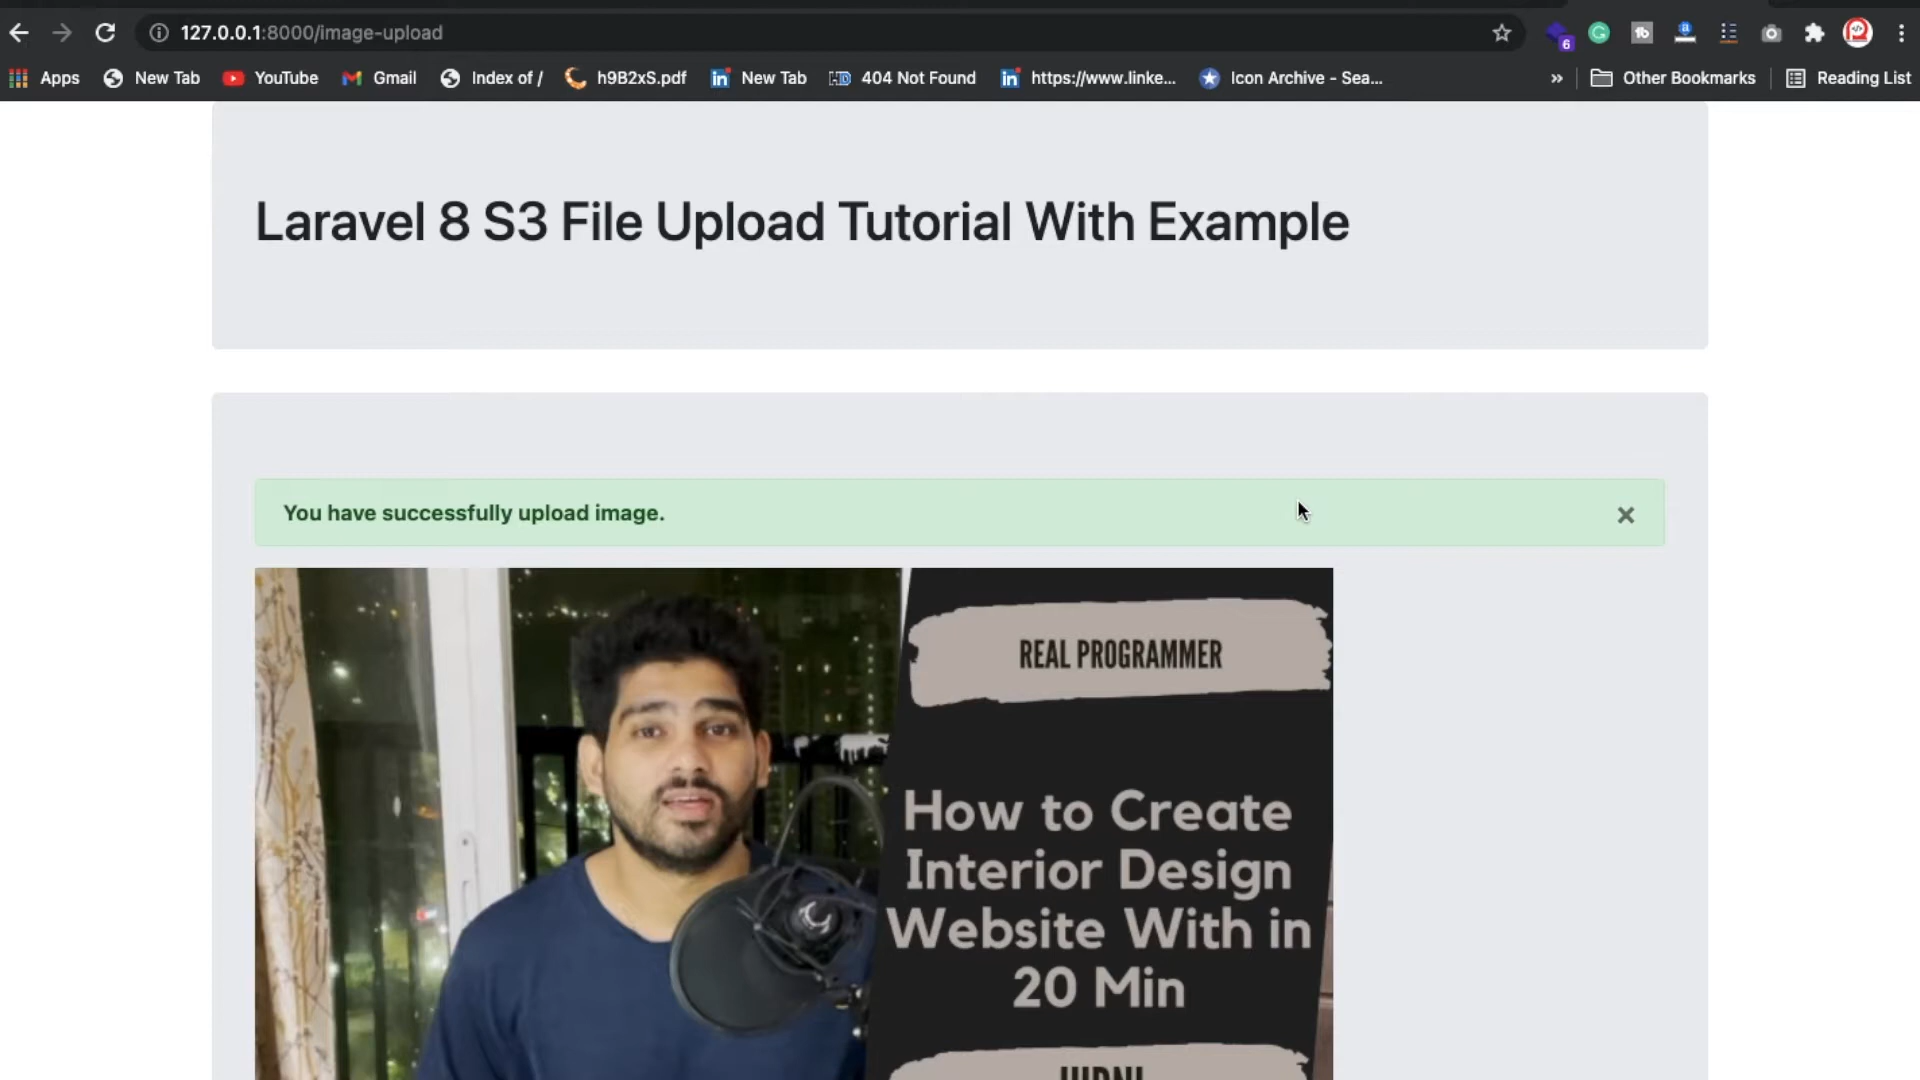 127.0.0.1:8000/image-upload
6
Apps
New Tab
YouTube
Gmail
Index of /
h9B2xS.pdf
New Tab
404 Not Found
https://www.linke...
Icon Archive - Sea...
»
Other Bookmarks
Reading List
Laravel 8 S3 File Upload Tutorial With Example
You have successfully upload image.
×
REAL PROGRAMMER
How to Create
Interior Design
Website With in
20 Min